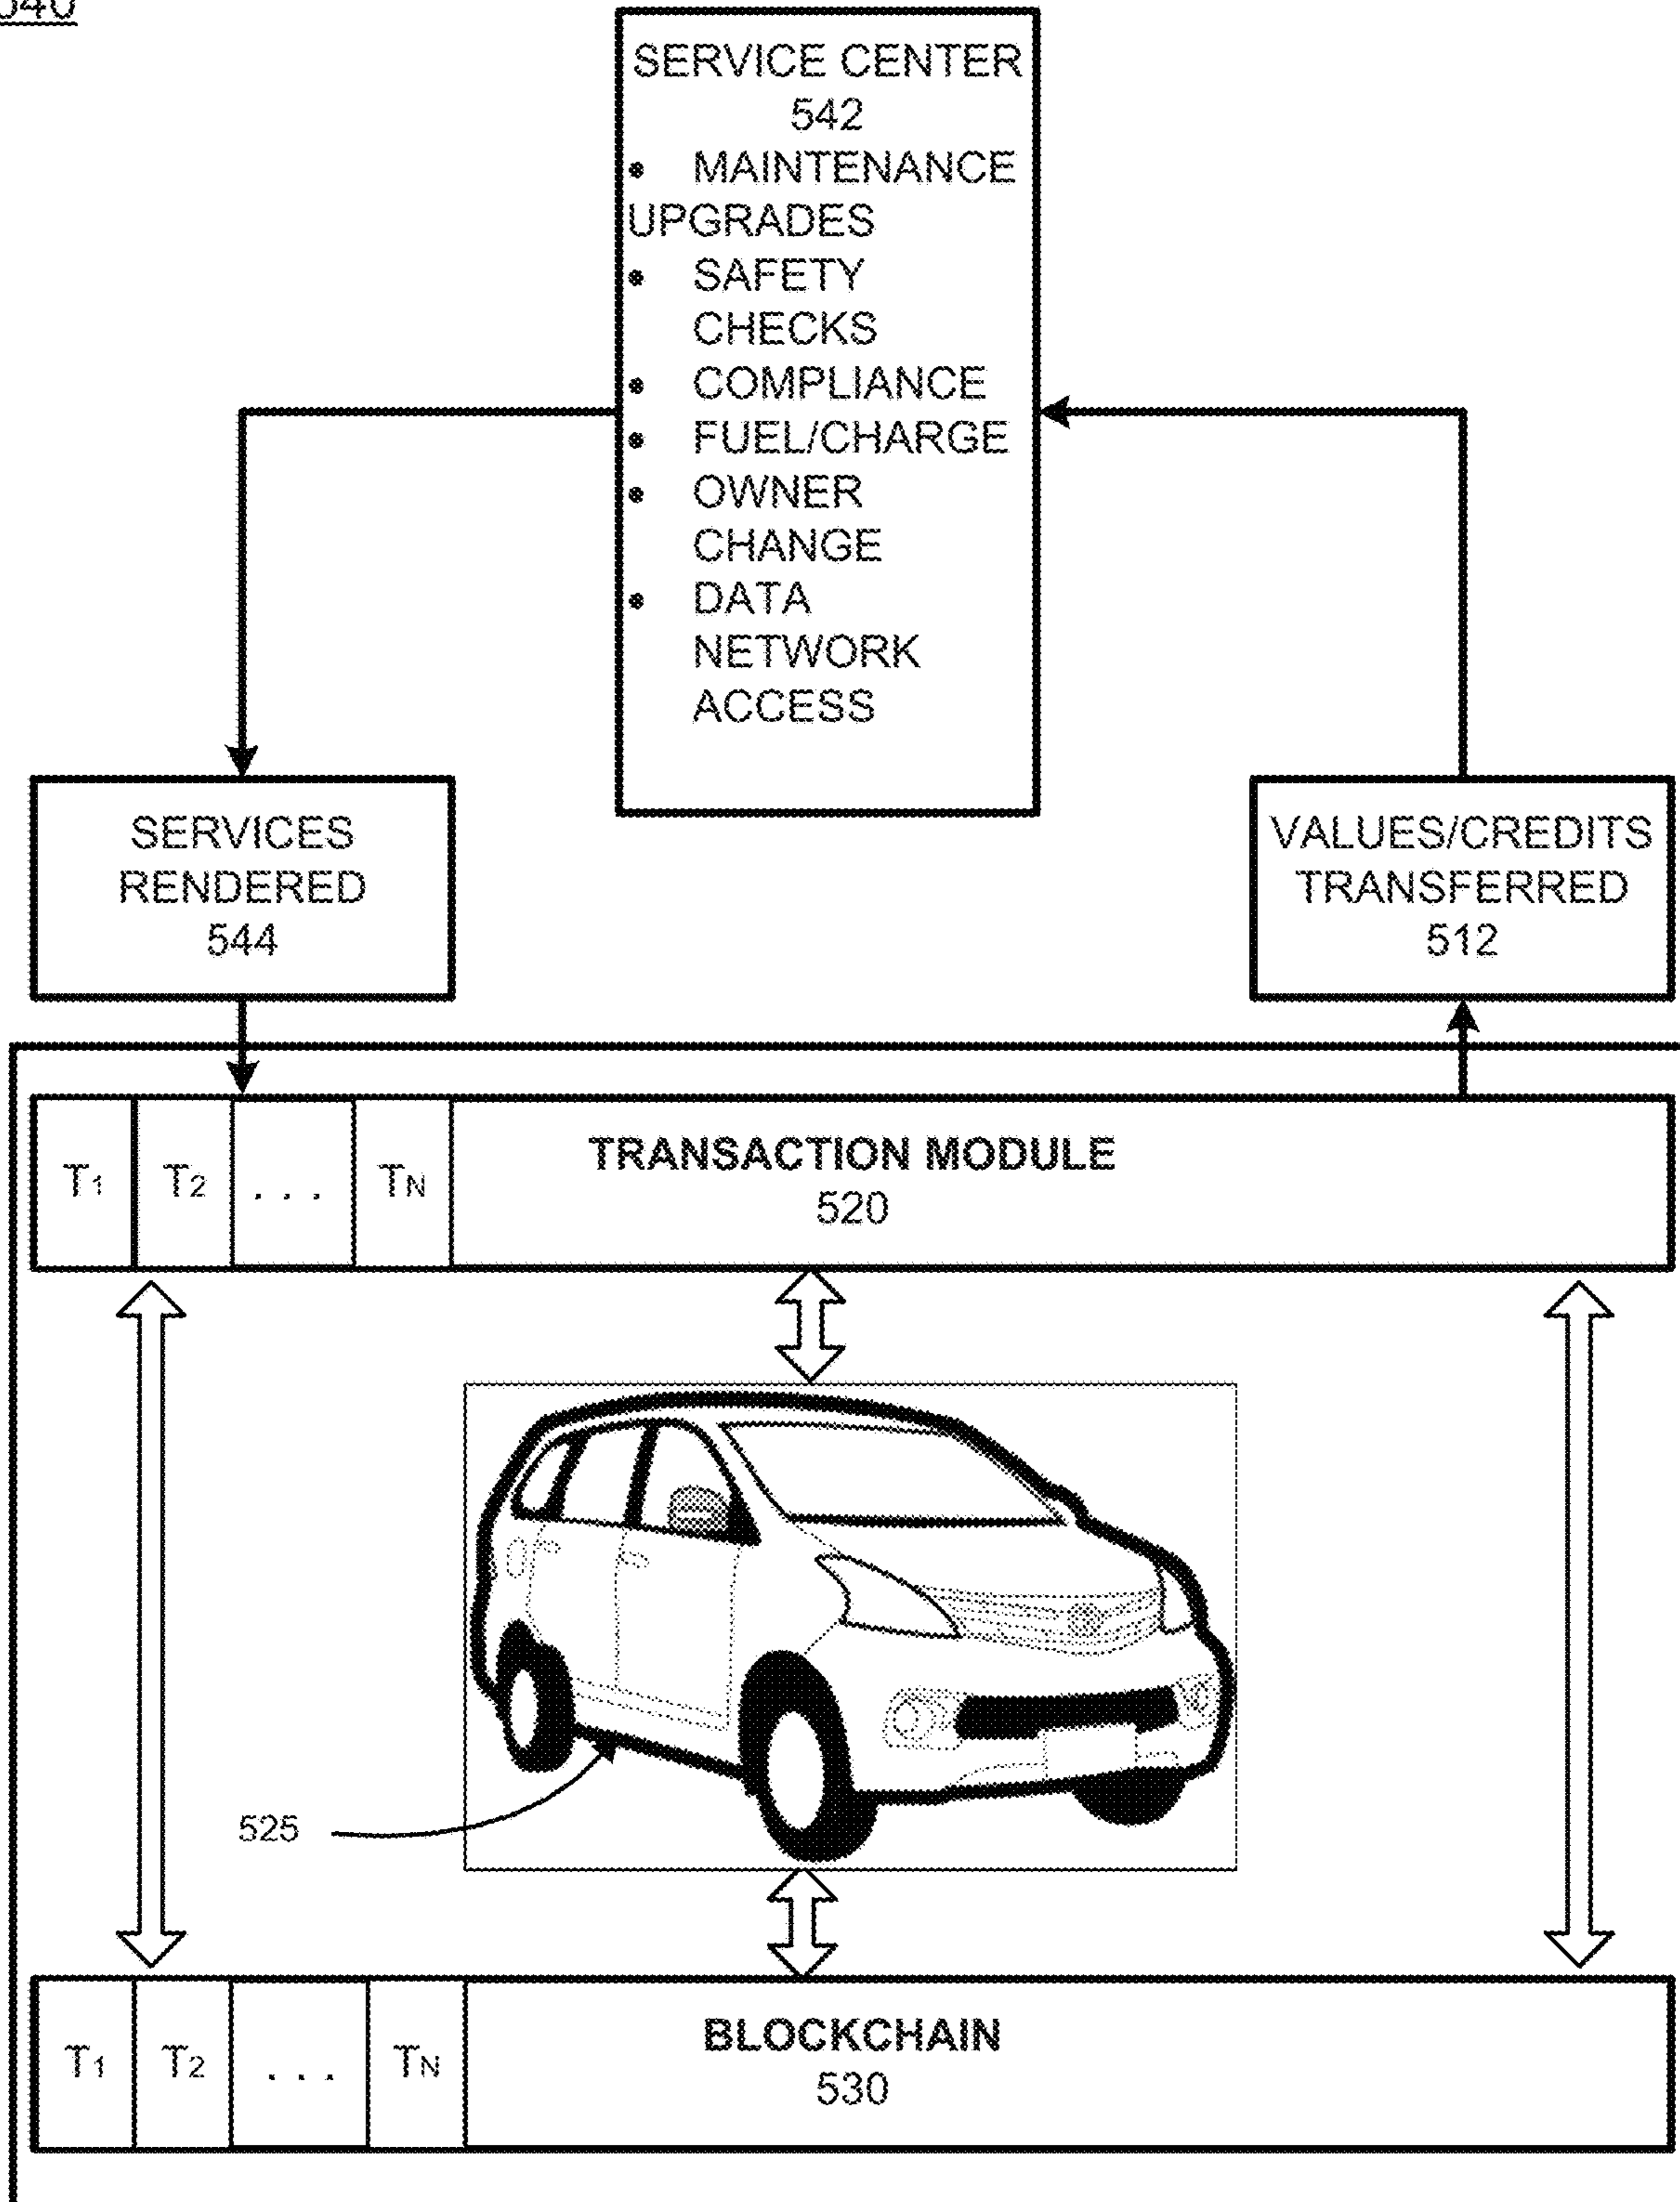 540
SERVICE CENTER
542
• MAINTENANCE
UPGRADES
• SAFETY
CHECKS
• COMPLIANCE
• FUEL/CHARGE
• OWNER
CHANGE
• DATA
NETWORK
ACCESS
SERVICES
RENDERED
544
VALUES/CREDITS
TRANSFERRED
512
T1 T2 . . . TN
TRANSACTION MODULE
520
525
T1 T2 . . . TN
BLOCKCHAIN
530